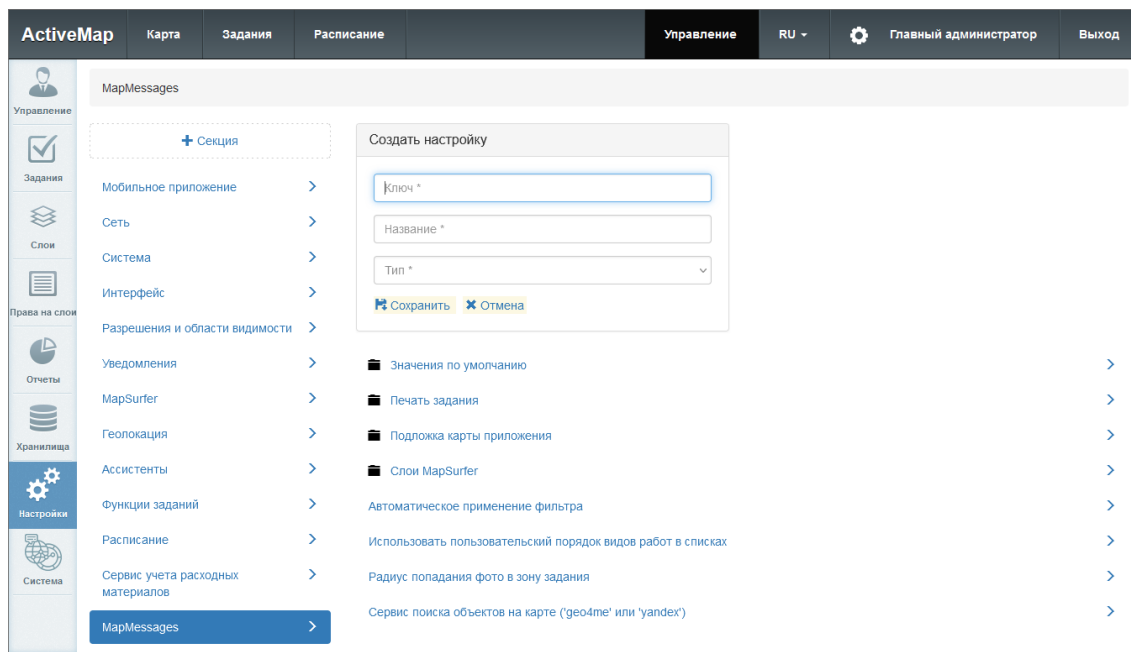 ActiveMap
Карта
Задания
Расписание
Управление
RU
Главный администратор
Выход
Управление
Задания
Слои
Права на слои
Отчеты
Хранилища
Настройки
Система
MapMessages
Секция
Мобильное приложение
Сеть
Система
Интерфейс
Разрешения и области видимости
Уведомления
MapSurfer
Геолокация
Ассистенты
Функции заданий
Расписание
Сервис учета расходных
материалов
MapMessages
Создать настройку
Ключ *
Название *
Тип *
Сохранить
Отмена
Значения по умолчанию
Печать задания
Подложка карты приложения
Слои MapSurfer
Автоматическое применение фильтра
Использовать пользовательский порядок видов работ в списках
Радиус попадания фото в зону задания
Сервис поиска объектов на карте ('geo4me' или 'yandex')